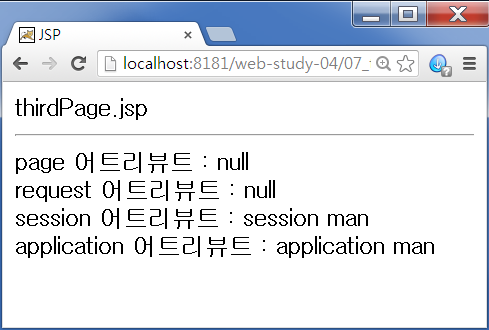 JSP
localhost:8181/web-study-04/07_
thirdPage.jsp
page 어트리뷰트 : null
request 어트리뷰트 : null
session 어트리뷰트 : session man
application 어트리뷰트 : application man